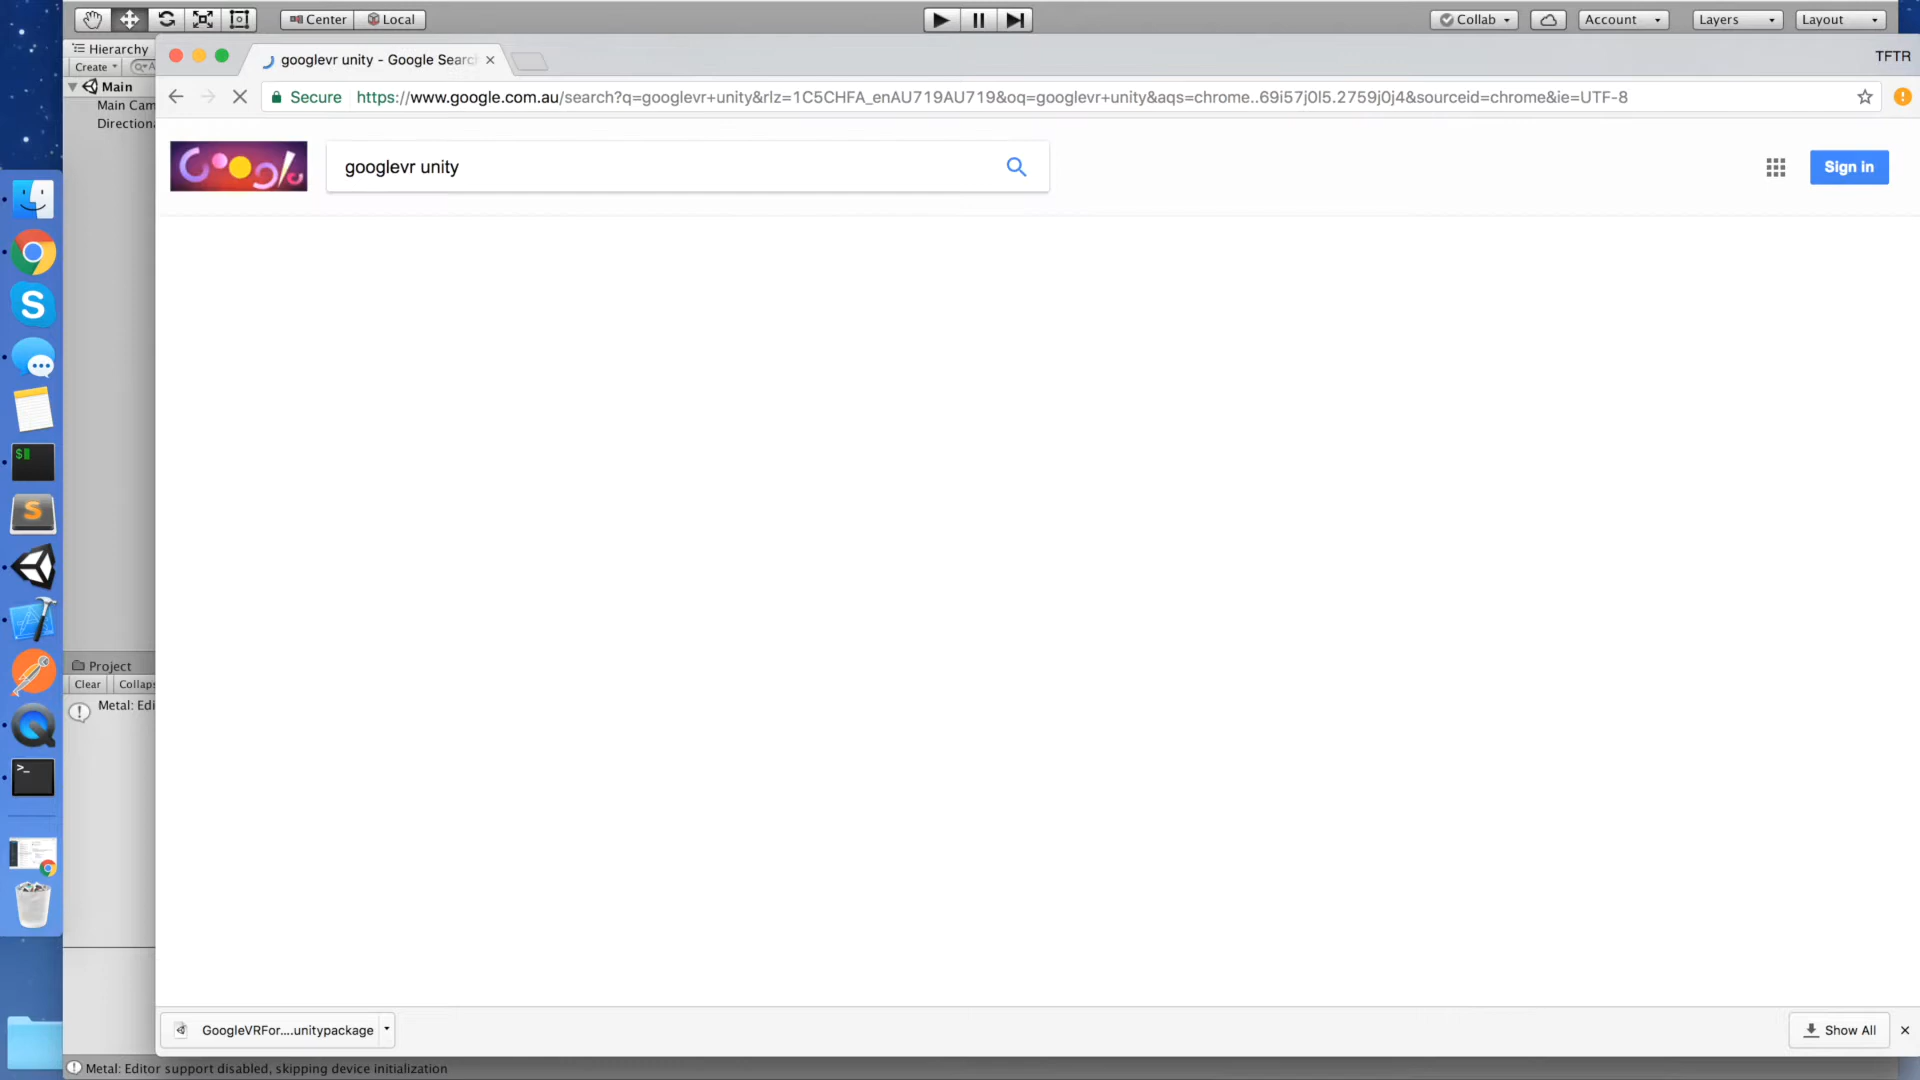 Center Local Collab Account Layers Layout
Hierarchy
Create
Main
Main Cam
Directiona
googlevr unity - Google Searc
TFTR
Secure https://www.google.com.au/search?q=googlevr+unity&rlz=1C5CHFA_enAU719AU719&oq=googlevr+unity&aqs=chrome..69i57j0l5.2759j0j4&sourceid=chrome&ie=UTF-8
Googl
googlevr unity
Sign in
Project
Clear Collaps
Metal: Edi
GoogleVRFor....unitypackage
Show All
Metal: Editor support disabled, skipping device initialization